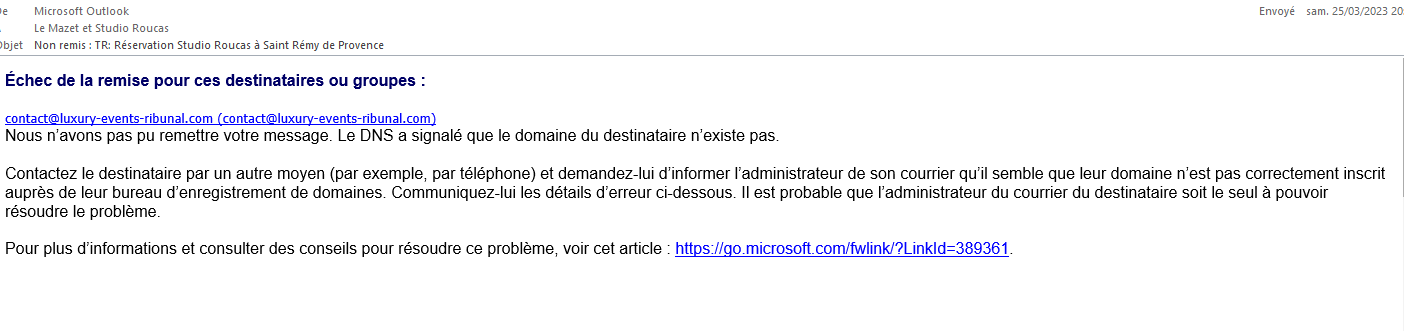 De Microsoft Outlook Envoyé sam. 25/03/2023
Le Mazet et Studio Roucas
Objet Non remis : TR: Réservation Studio Roucas à Saint Rémy de Provence
Échec de la remise pour ces destinataires ou groupes :
contact@luxury-events-ribunal.com (contact@luxury-events-ribunal.com)
Nous n’avons pas pu remettre votre message. Le DNS a signalé que le domaine du destinataire n’existe pas.
Contactez le destinataire par un autre moyen (par exemple, par téléphone) et demandez-lui d’informer l’administrateur de son courrier qu’il semble que leur domaine n’est pas correctement inscrit
auprès de leur bureau d’enregistrement de domaines. Communiquez-lui les détails d’erreur ci-dessous. Il est probable que l’administrateur du courrier du destinataire soit le seul à pouvoir
résoudre le problème.
Pour plus d’informations et consulter des conseils pour résoudre ce problème, voir cet article : https://go.microsoft.com/fwlink/?LinkId=389361.